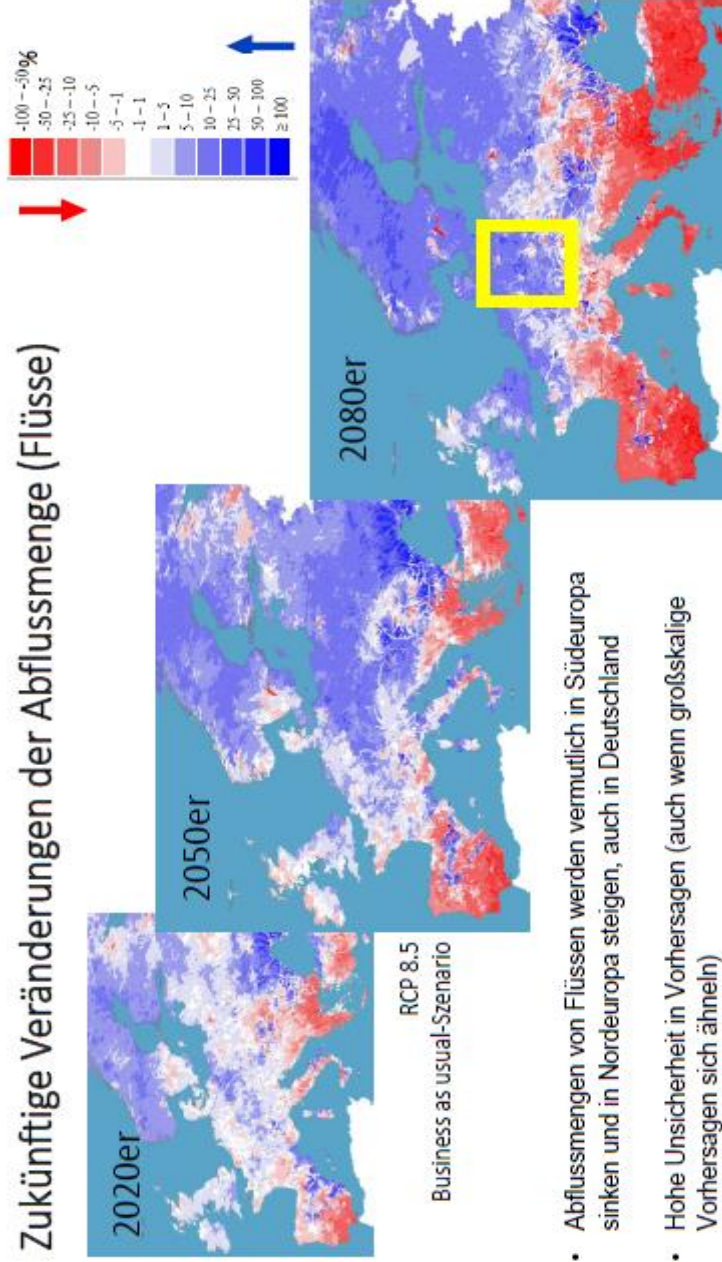 Zukünftige Veränderungen der Abflussmenge (Flüsse)
-100 – -50%
-50 – -25
-25 – -10
-10 – -5
-5 – -1
-1 – 1
1 – 5
5 – 10
10 – 25
25 – 50
50 – 100
≥ 100
2020er
2050er
2080er
RCP 8.5
Business as usual-Szenario
• Abflussmengen von Flüssen werden vermutlich in Südeuropa
sinken und in Nordeuropa steigen, auch in Deutschland
• Hohe Unsicherheit in Vorhersagen (auch wenn großskalige
Vorhersagen sich ähneln)